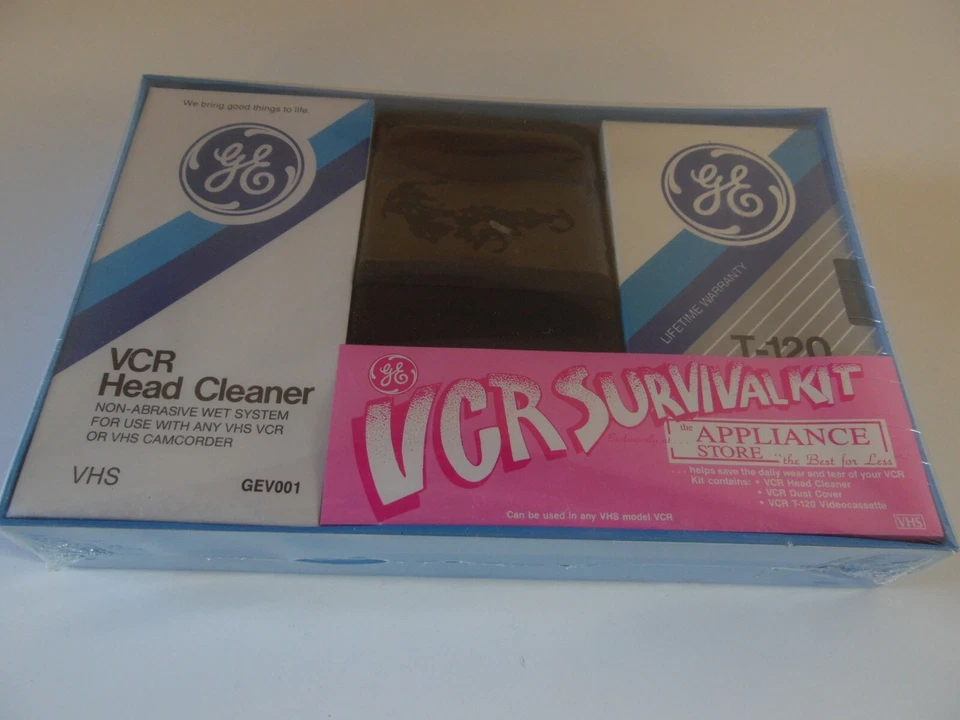 We bring good things to life.
GE
VCR
Head Cleaner
NON-ABRASIVE WET SYSTEM
FOR USE WITH ANY VHS VCR
OR VHS CAMCORDER
VHS
GEV001
GE
LIFETIME WARRANTY
T-120
GE
VCR SURVIVAL KIT
Exclusively at...
the APPLIANCE
STORE "the Best for Less"
...helps save the daily wear and tear of your VCR
Kit contains: • VCR Head Cleaner
• VCR Dust Cover
• VCR T-120 Videocassette
Can be used in any VHS model VCR
VHS